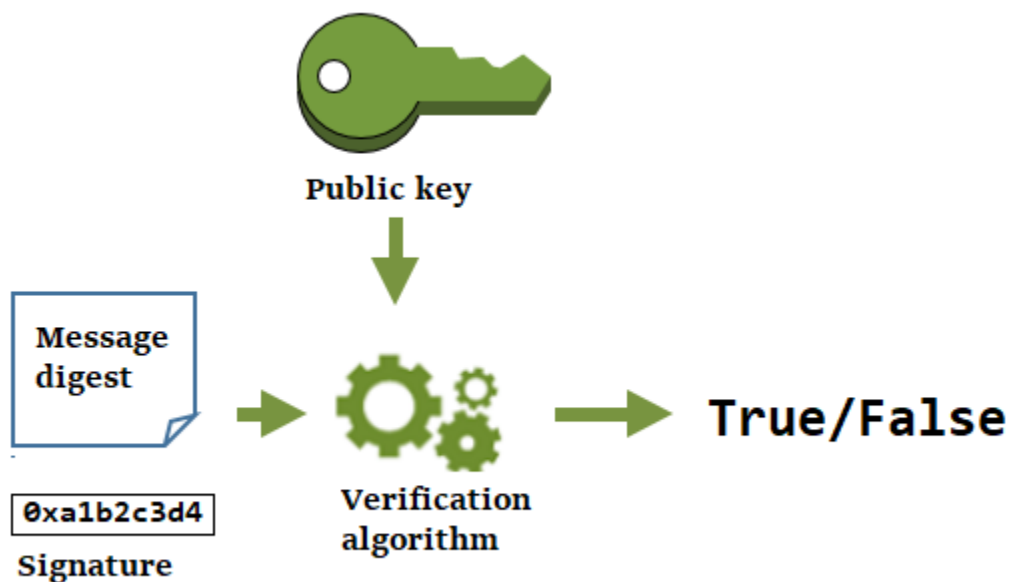 Public key
Message
digest
True/False
0xa1b2c3d4
Verification
algorithm
Signature